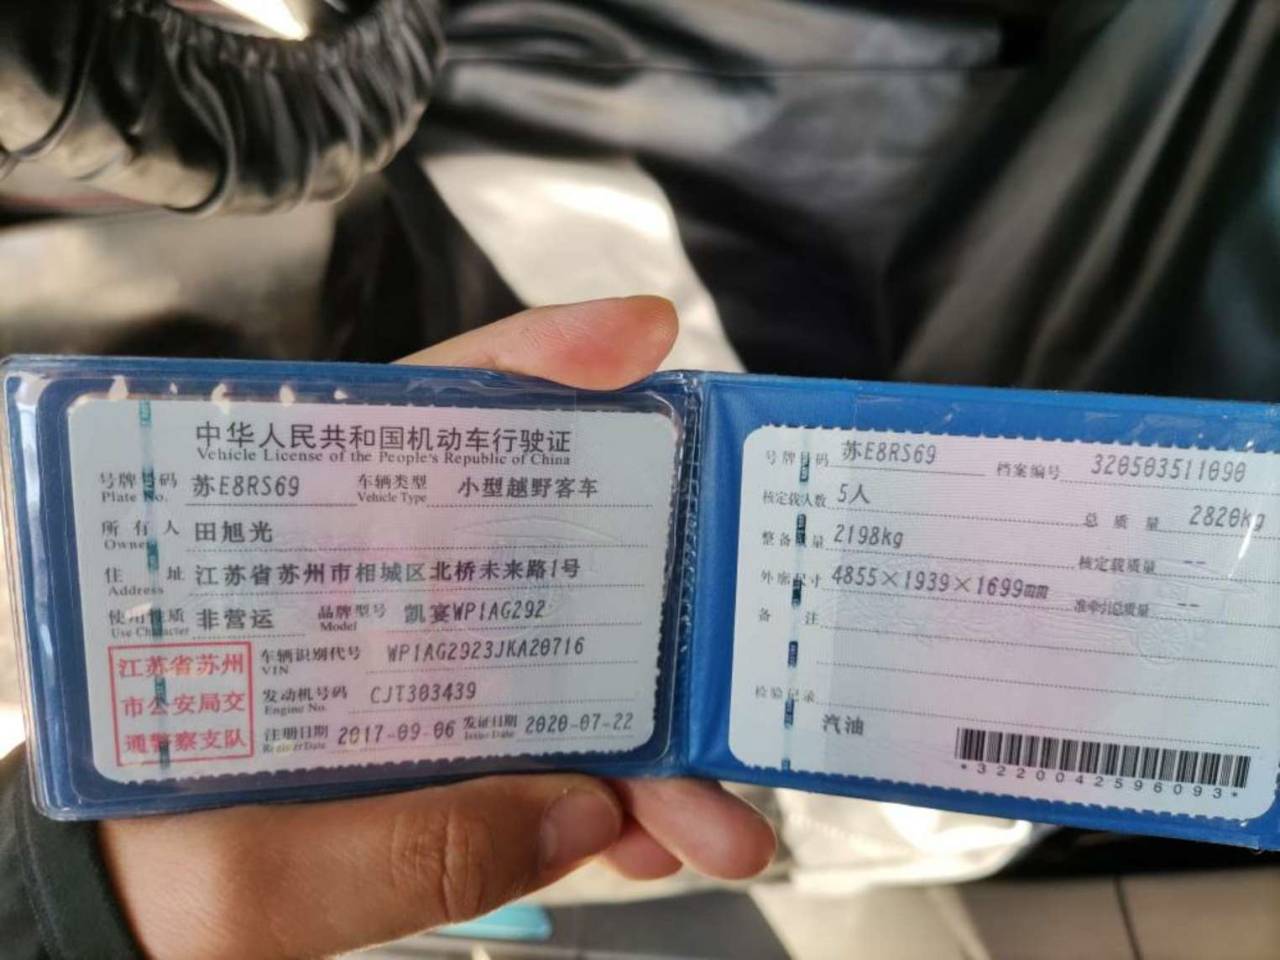 中华人民共和国机动车行驶证
Vehicle License of the People's Republic of China
号牌号码 苏E8RS69 车辆类型 小型越野客车
Plate No. Vehicle Type
所有人 田旭光
Owner
住址 江苏省苏州市相城区北桥未来路1号
Address
使用性质 非营运 品牌型号 凯宴WP1AG292
Use Character Model
江苏省苏州
市公安局交
通警察支队
车辆识别代号 WP1AG2923JKA20716
VIN
发动机号码 CJT303439
Engine No.
注册日期 2017-09-06 发证日期 2020-07-22
Register Date Issue Date
号牌号码 苏E8RS69 档案编号 320503511090
核定载人数 5人 总质量 2820kg
整备质量 2198kg 核定载质量 --
外廓尺寸 4855×1939×1699mm 准牵引总质量 --
备注
检验记录
汽油
*3220042596093*